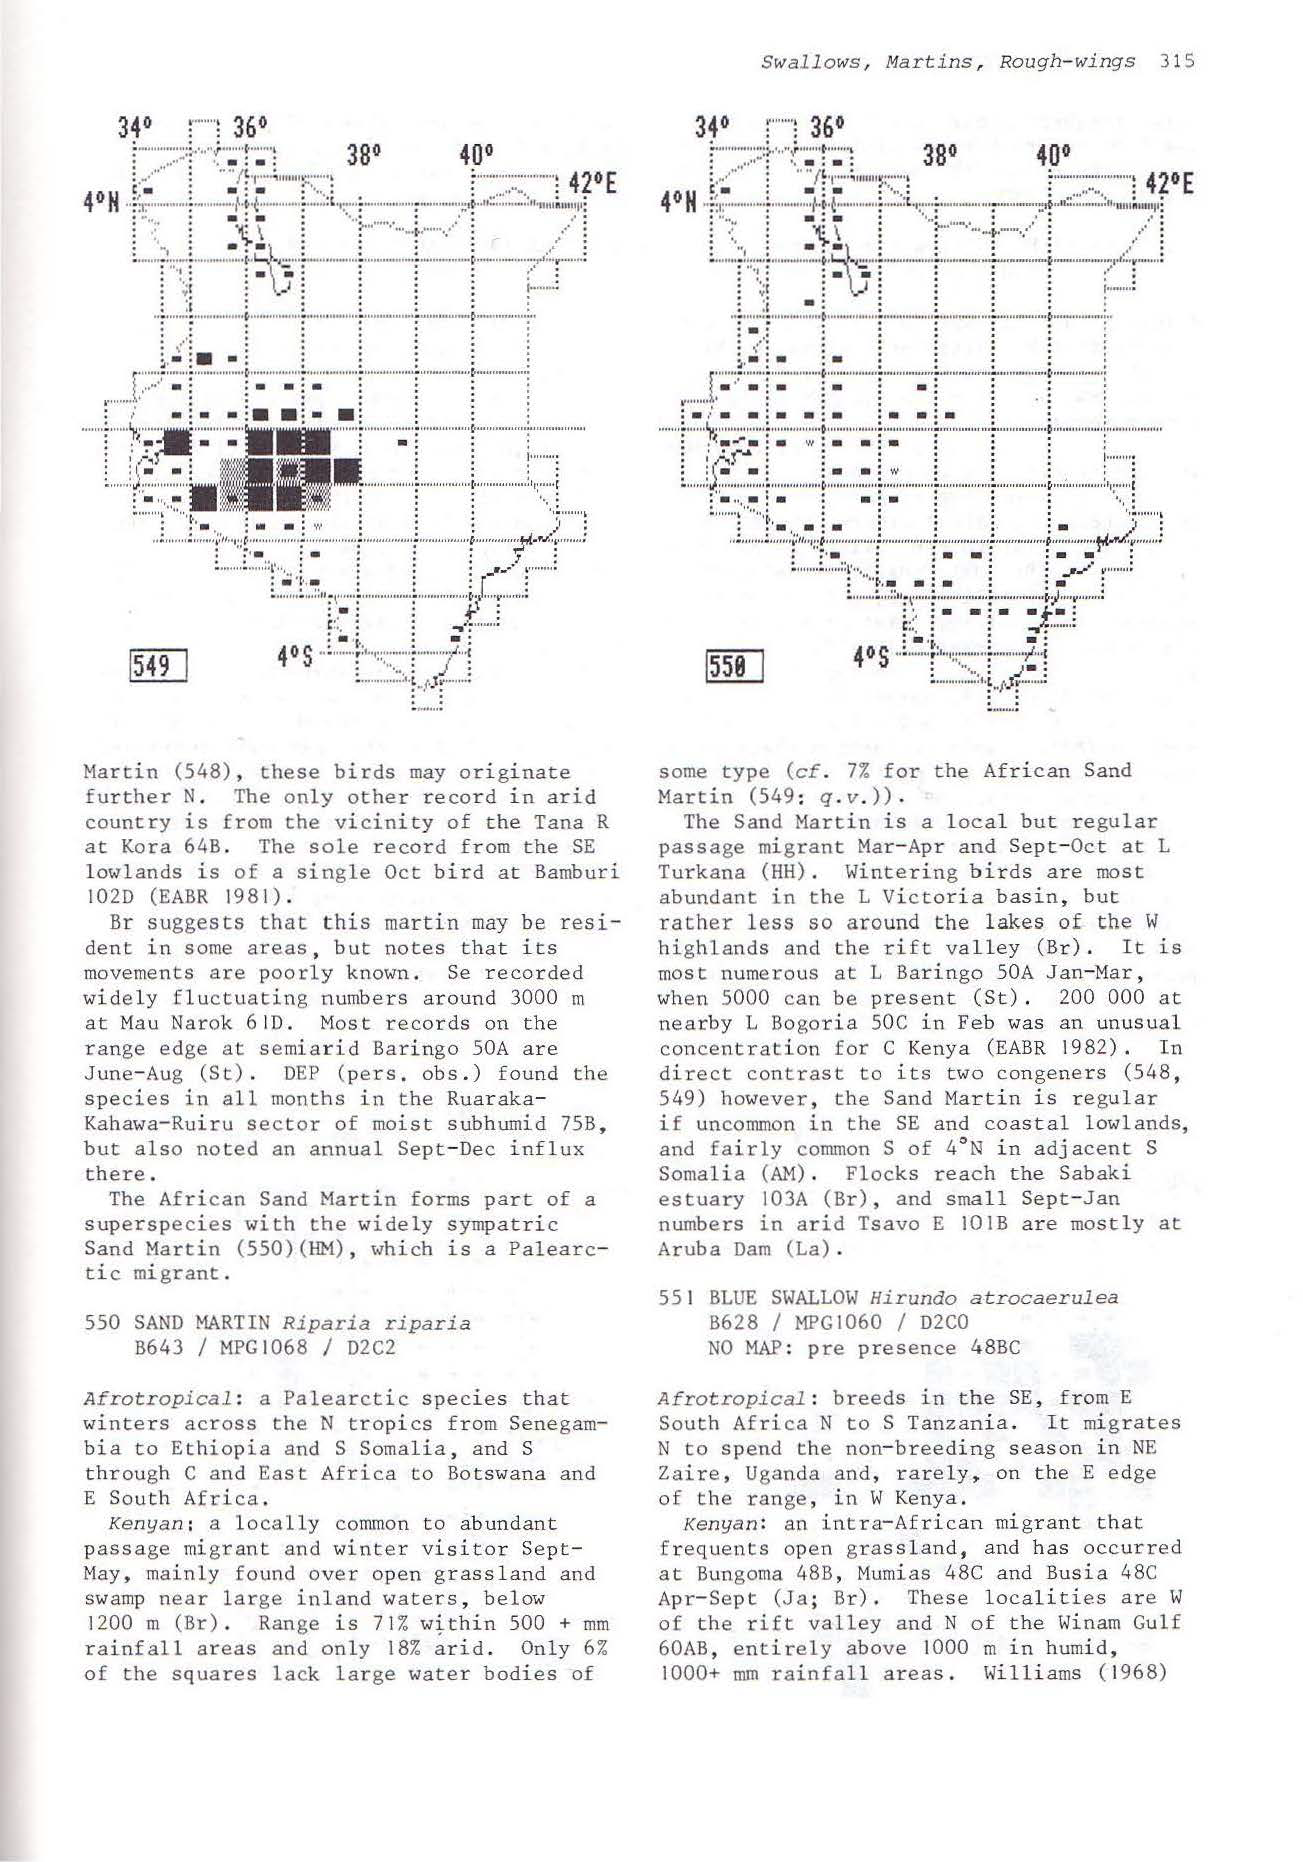 Swallows, Martins, Rough-wings 315
34° 36°
38° 40°
42°E
4°N
549
4°S
34° 36°
38° 40°
42°E
4°N
550
4°S
Martin (548), these birds may originate
further N. The only other record in arid
country is from the vicinity of the Tana R
at Kora 64B. The sole record from the SE
lowlands is of a single Oct bird at Bamburi
102D (EABR 1981).
Br suggests that this martin may be resi-
dent in some areas, but notes that its
movements are poorly known. Se recorded
widely fluctuating numbers around 3000 m
at Mau Narok 61D. Most records on the
range edge at semiarid Baringo 50A are
June-Aug (St). DEP (pers. obs.) found the
species in all months in the Ruaraka-
Kahawa-Ruiru sector of moist subhumid 75B,
but also noted an annual Sept-Dec influx
there.
The African Sand Martin forms part of a
superspecies with the widely sympatric
Sand Martin (550)(HM), which is a Palearc-
tic migrant.
550 SAND MARTIN Riparia riparia
B643 / MPG1068 / D2C2
Afrotropical: a Palearctic species that
winters across the N tropics from Senegam-
bia to Ethiopia and S Somalia, and S
through C and East Africa to Botswana and
E South Africa.
Kenyan: a locally common to abundant
passage migrant and winter visitor Sept-
May, mainly found over open grassland and
swamp near large inland waters, below
1200 m (Br). Range is 71% within 500 + mm
rainfall areas and only 18% arid. Only 6%
of the squares lack large water bodies of
some type (cf. 7% for the African Sand
Martin (549: q.v.)).
The Sand Martin is a local but regular
passage migrant Mar-Apr and Sept-Oct at L
Turkana (HH). Wintering birds are most
abundant in the L Victoria basin, but
rather less so around the lakes of the W
highlands and the rift valley (Br). It is
most numerous at L Baringo 50A Jan-Mar,
when 5000 can be present (St). 200 000 at
nearby L Bogoria 50C in Feb was an unusual
concentration for C Kenya (EABR 1982). In
direct contrast to its two congeners (548,
549) however, the Sand Martin is regular
if uncommon in the SE and coastal lowlands,
and fairly common S of 4°N in adjacent S
Somalia (AM). Flocks reach the Sabaki
estuary 103A (Br), and small Sept-Jan
numbers in arid Tsavo E 101B are mostly at
Aruba Dam (La).
551 BLUE SWALLOW Hirundo atrocaerulea
B628 / MPG1060 / D2C0
NO MAP: pre presence 48BC
Afrotropical: breeds in the SE, from E
South Africa N to S Tanzania. It migrates
N to spend the non-breeding season in NE
Zaire, Uganda and, rarely, on the E edge
of the range, in W Kenya.
Kenyan: an intra-African migrant that
frequents open grassland, and has occurred
at Bungoma 48B, Mumias 48C and Busia 48C
Apr-Sept (Ja; Br). These localities are W
of the rift valley and N of the Winam Gulf
60AB, entirely above 1000 m in humid,
1000+ mm rainfall areas. Williams (1968)